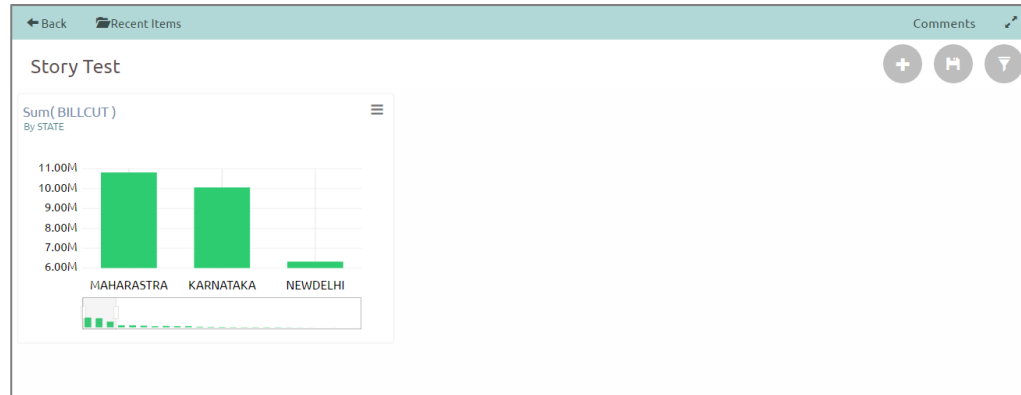 Back Recent Items Comments
Story Test
Sum( BILLCUT )
By STATE
11.00M
10.00M
9.00M
8.00M
7.00M
6.00M
MAHARASTRA KARNATAKA NEWDELHI